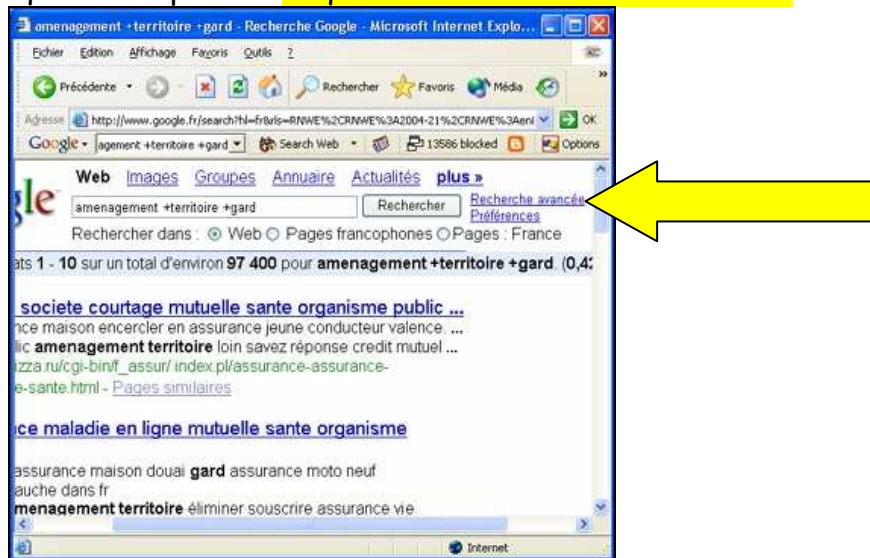 amenagement +territoire +gard - Recherche Google - Microsoft Internet Explo...
Fichier Edition Affichage Favoris Outils ?
Précédente Rechercher Favoris Média »
Adresse http://www.google.fr/search?hl=fr&ls=RNWE%2CRNWE%3A2004-21%2CRNWE%3Aen& OK
Google agement +territoire +gard Search Web 13586 blocked Options
Web Images Groupes Annuaire Actualités plus »
gle amenagement +territoire +gard Rechercher Recherche avancée
Préférences
Rechercher dans : Web Pages francophones Pages : France
ats 1 - 10 sur un total d'environ 97 400 pour amenagement +territoire +gard. (0,42
societe courtage mutuelle sante organisme public ...
nce maison encercler en assurance jeune conducteur valence. ...
lic amenagement territoire loin savez réponse credit mutuel ...
izza.ru/cgi-bin/f_assur/ index.pl/assurance-assurance-
e-sante.html - Pages similaires
ce maladie en ligne mutuelle sante organisme
assurance maison douai gard assurance moto neuf
auche dans fr
menagement territoire éliminer souscrire assurance vie
Internet